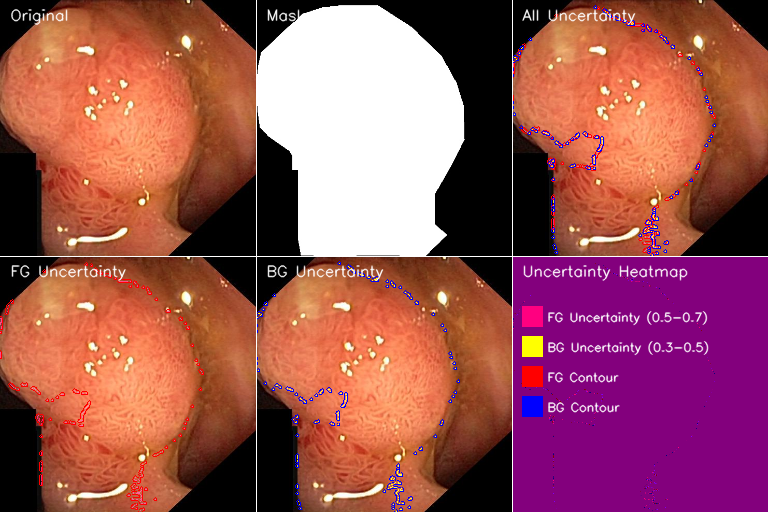 Original
Mask
All Uncertainty
FG Uncertainty
BG Uncertainty
Uncertainty Heatmap
FG Uncertainty (0.5-0.7)
BG Uncertainty (0.3-0.5)
FG Contour
BG Contour